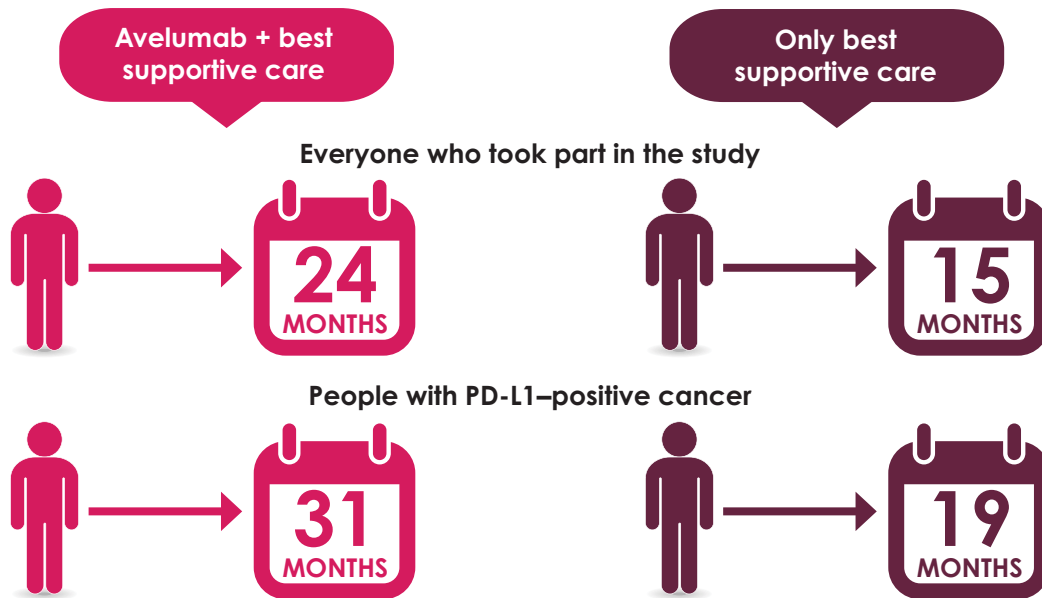 Avelumab + best
supportive care
Only best
supportive care
Everyone who took part in the study
24
MONTHS
15
MONTHS
People with PD-L1–positive cancer
31
MONTHS
19
MONTHS